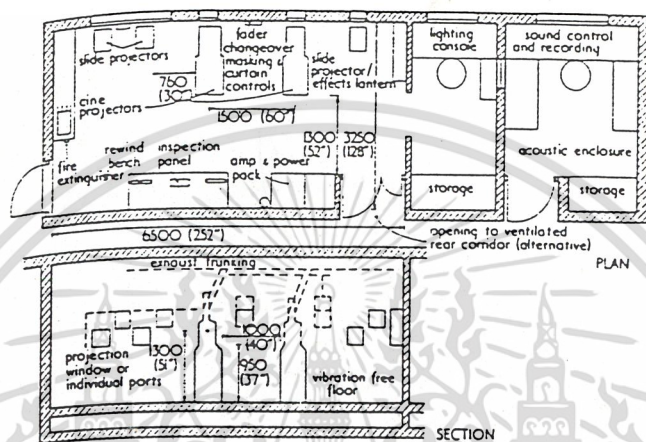 slide projectors
fader
changeover
masking &
curtain
controls
slide
projector/
effects lantern
lighting
console
sound control
and recording
760
(30")
cine
projectors
1500 (60")
1300
(52")
3250
(128")
fire
extinguisher
rewind
bench
inspection
panel
amp & power
pack
acoustic enclosure
storage
storage
6500 (252")
opening to ventilated
rear corridor (alternative)
PLAN
exhaust trunking
projection
window or
individual ports
1300
(51")
1000
(40")
950
(37")
vibration free
floor
SECTION